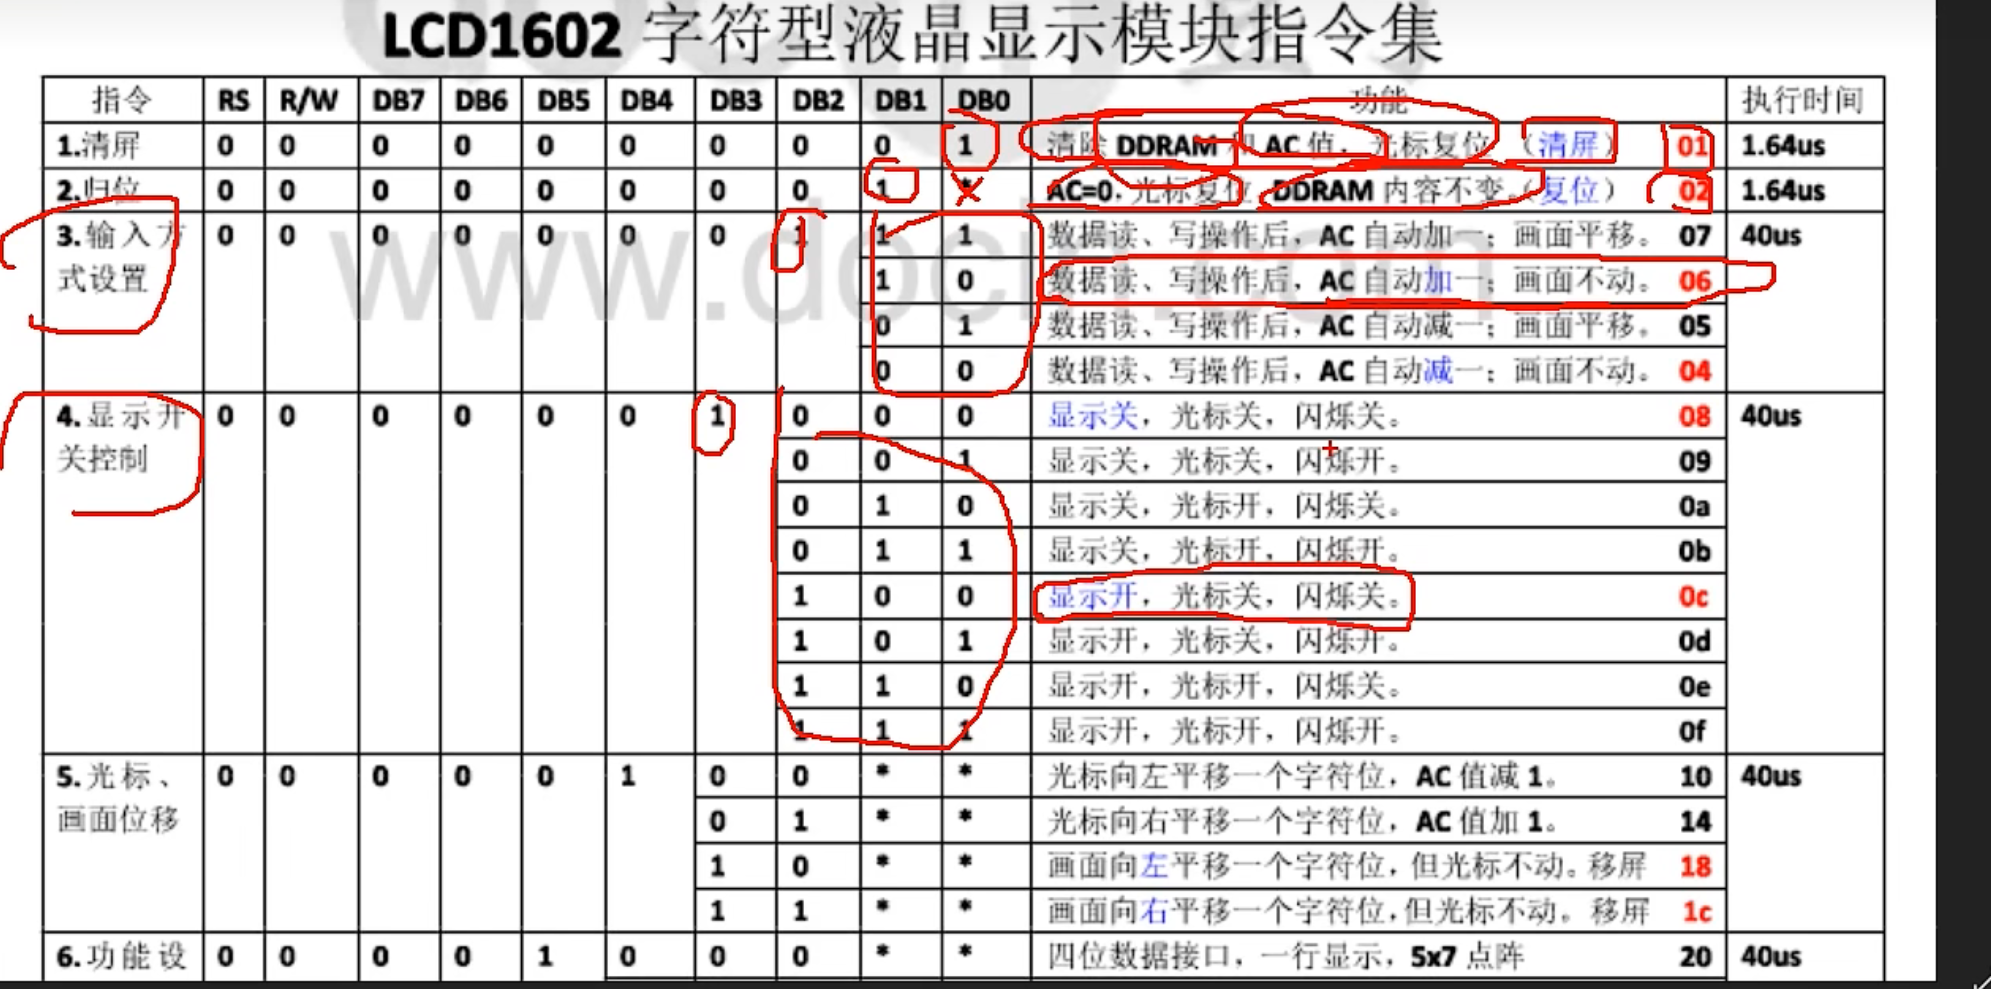 LCD1602 字符型液晶显示模块指令集
指令 RS R/W DB7 DB6 DB5 DB4 DB3 DB2 DB1 DB0 功能 执行时间
1.清屏 0 0 0 0 0 0 0 0 0 1 清除 DDRAM 和 AC 值，光标复位（清屏） 01 1.64us
2.归位 0 0 0 0 0 0 0 0 1 * AC=0，光标复位 DDRAM 内容不变（复位） 02 1.64us
3.输入方 0 0 0 0 0 0 0 1 1 1 数据读、写操作后，AC 自动加一；画面平移。 07 40us
式设置 1 0 数据读、写操作后，AC 自动加一；画面不动。 06
0 1 数据读、写操作后，AC 自动减一；画面平移。 05
0 0 数据读、写操作后，AC 自动减一；画面不动。 04
4.显示开 0 0 0 0 0 0 1 0 0 0 显示关，光标关，闪烁关。 08 40us
关控制 0 0 1 显示关，光标关，闪烁开。 09
0 1 0 显示关，光标开，闪烁关。 0a
0 1 1 显示关，光标开，闪烁开。 0b
1 0 0 显示开，光标关，闪烁关。 0c
1 0 1 显示开，光标关，闪烁开。 0d
1 1 0 显示开，光标开，闪烁关。 0e
1 1 1 显示开，光标开，闪烁开。 0f
5.光标、 0 0 0 0 0 1 0 0 * * 光标向左平移一个字符位，AC 值减 1。 10 40us
画面位移 0 1 * * 光标向右平移一个字符位，AC 值加 1。 14
1 0 * * 画面向左平移一个字符位，但光标不动。移屏 18
1 1 * * 画面向右平移一个字符位，但光标不动。移屏 1c
6.功能设 0 0 0 0 1 0 0 0 * * 四位数据接口，一行显示，5x7 点阵 20 40us